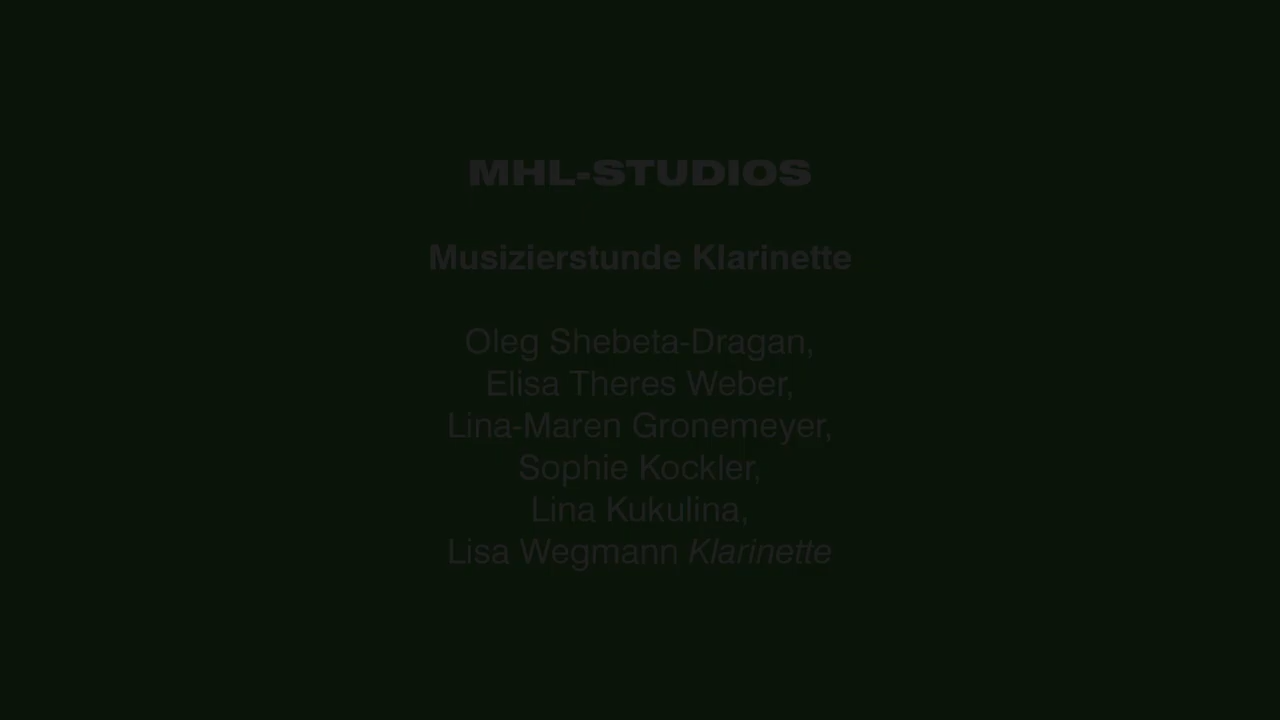 MHL-STUDIOS
Musizierstunde Klarinette
Oleg Shebeta-Dragan,
Elisa Theres Weber,
Lina-Maren Gronemeyer,
Sophie Kockler,
Lina Kukulina,
Lisa Wegmann Klarinette